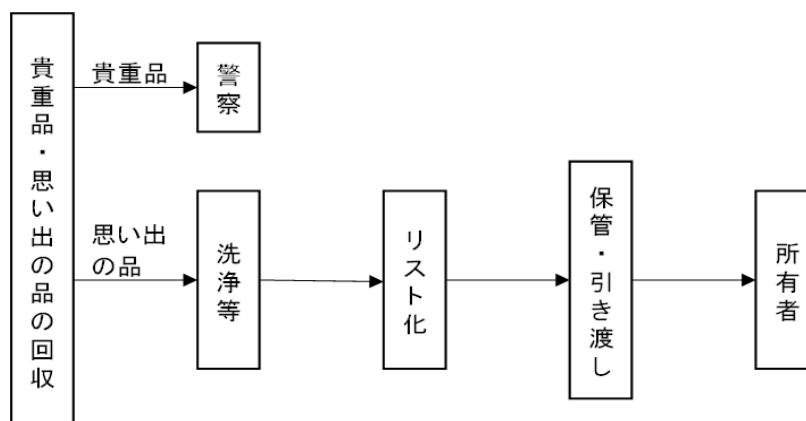 貴重品・思い出の品の回収
貴重品
警察
思い出
の品
洗浄等
リスト化
保管・引き渡し
所有者